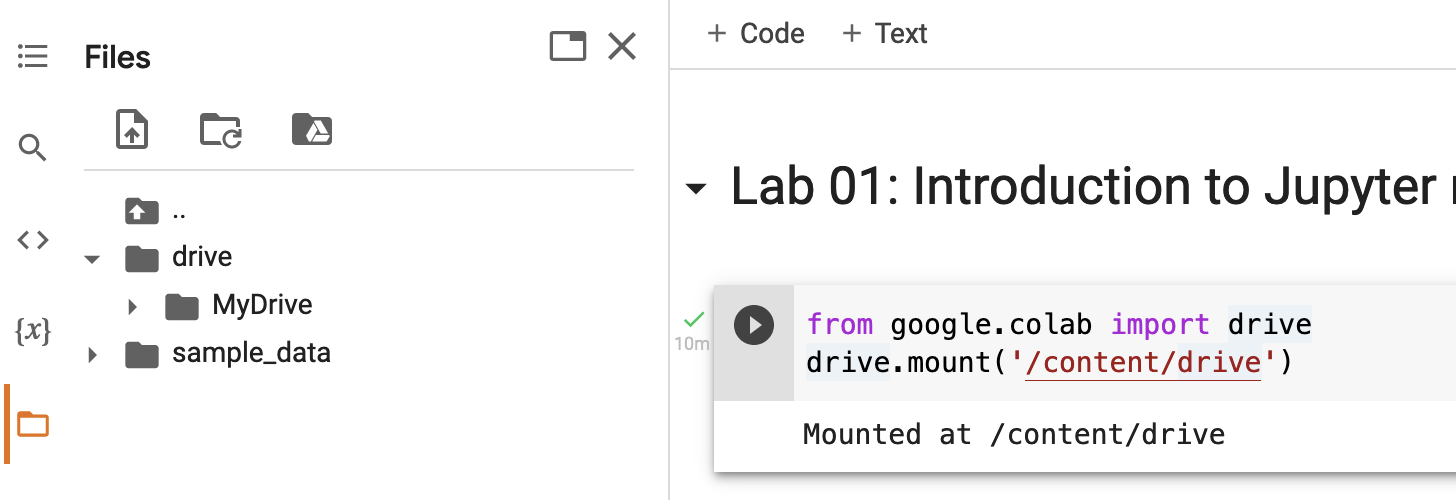 Files
..
drive
MyDrive
sample_data
{x}
+ Code + Text
Lab 01: Introduction to Jupyter
10m
from google.colab import drive
drive.mount('/content/drive')
Mounted at /content/drive